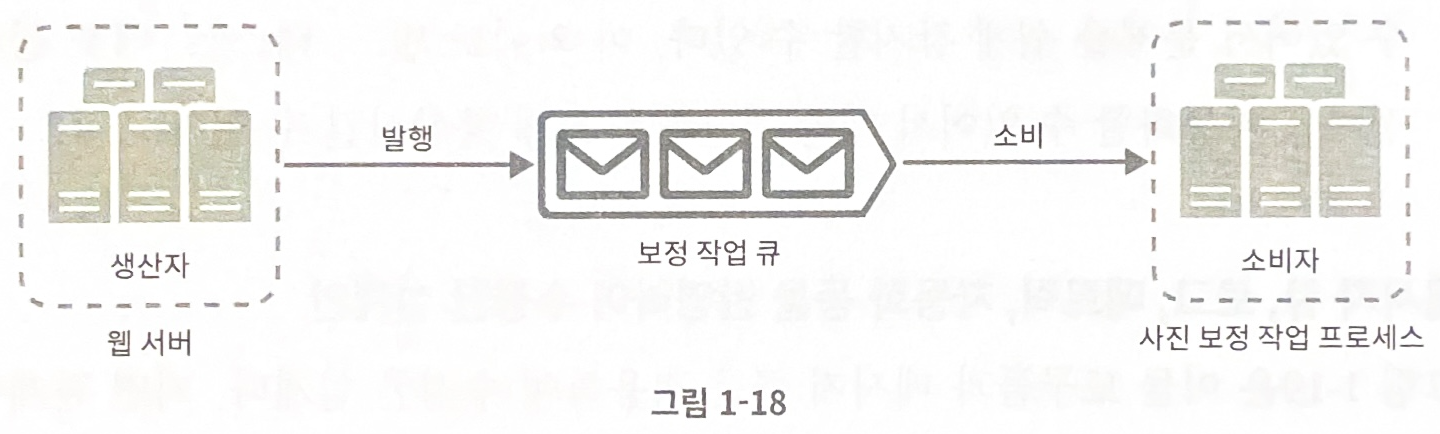 발행
소비
생산자
보정 작업 큐
소비자
웹 서버
사진 보정 작업 프로세스
그림 1-18